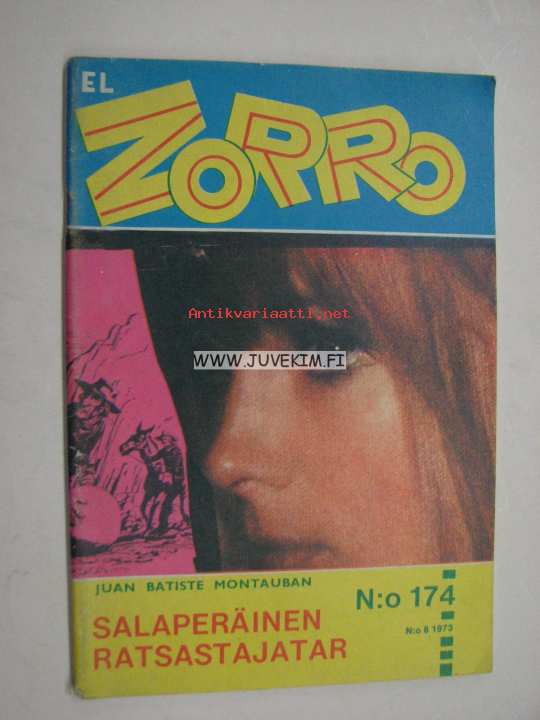 EL
ZORRO
Antikvariaatti.net
WWW.JUVEKIM.FI
JUAN BATISTE MONTAUBAN
N:o 174
SALAPERÄINEN
N:o 8 1973
RATSASTAJATAR